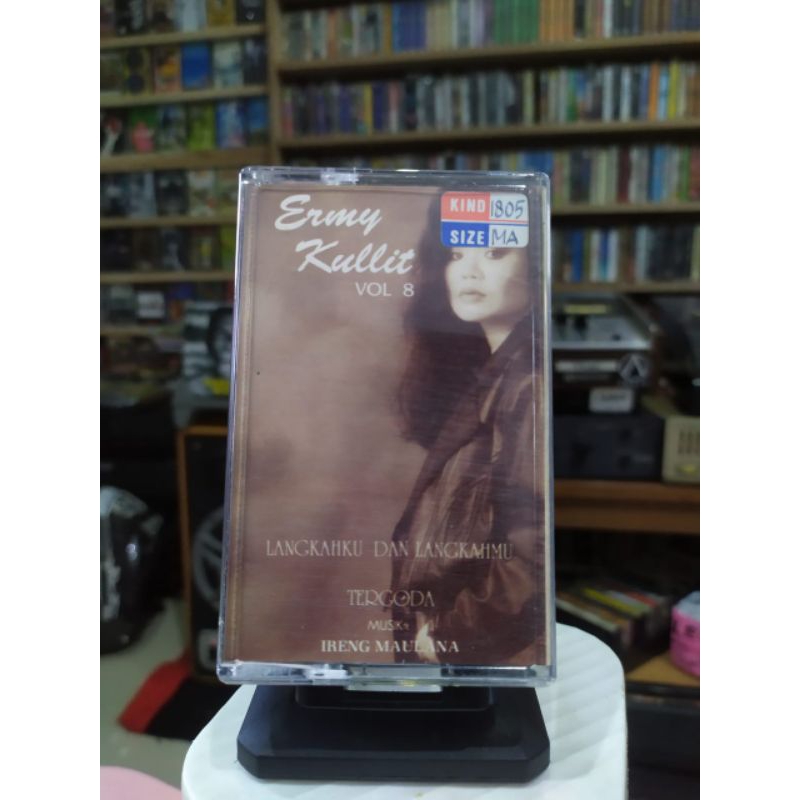 Ermy
Kullit
VOL 8
KIND 1805
SIZE MA
LANGKAHKU DAN LANGKAHMU
TERGODA
MUSIK:
IRENG MAULANA